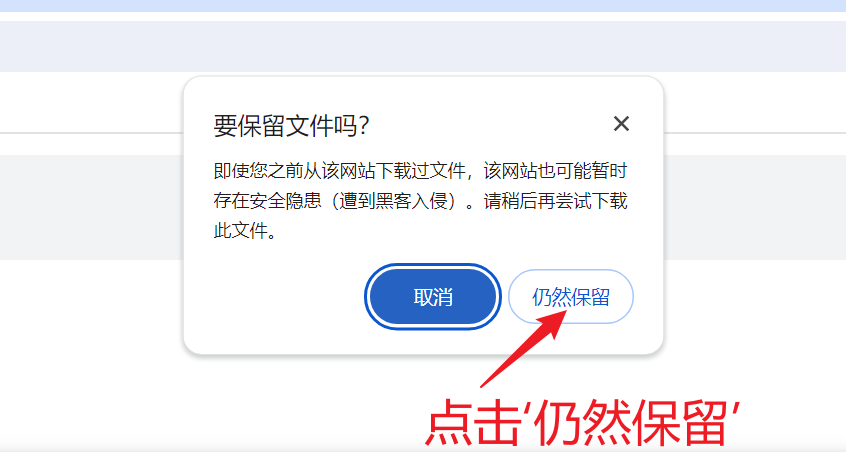 要保留文件吗?
即使您之前从该网站下载过文件，该网站也可能暂时
存在安全隐患（遭到黑客入侵）。请稍后再尝试下载
此文件。
取消
仍然保留
点击‘仍然保留’